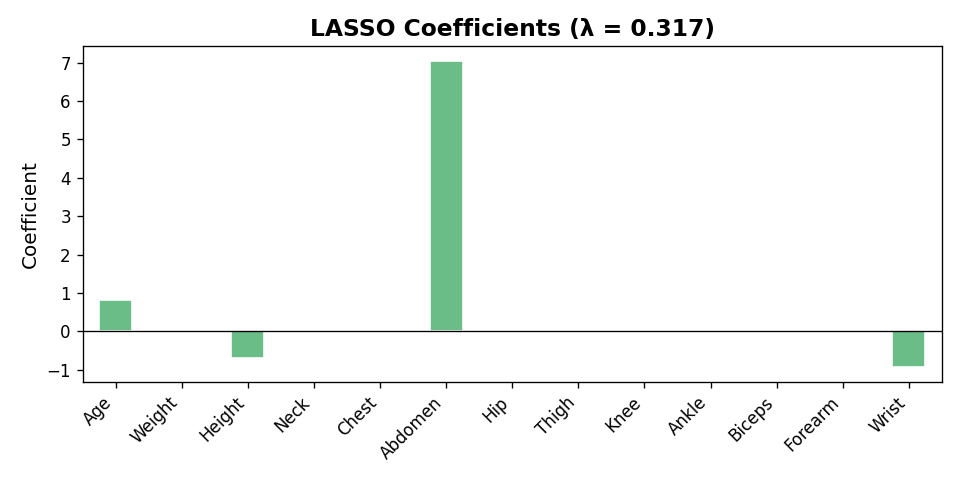 LASSO Coefficients (λ = 0.317)
Coefficient
7
6
5
4
3
2
1
0
−1
Age
Weight
Height
Neck
Chest
Abdomen
Hip
Thigh
Knee
Ankle
Biceps
Forearm
Wrist